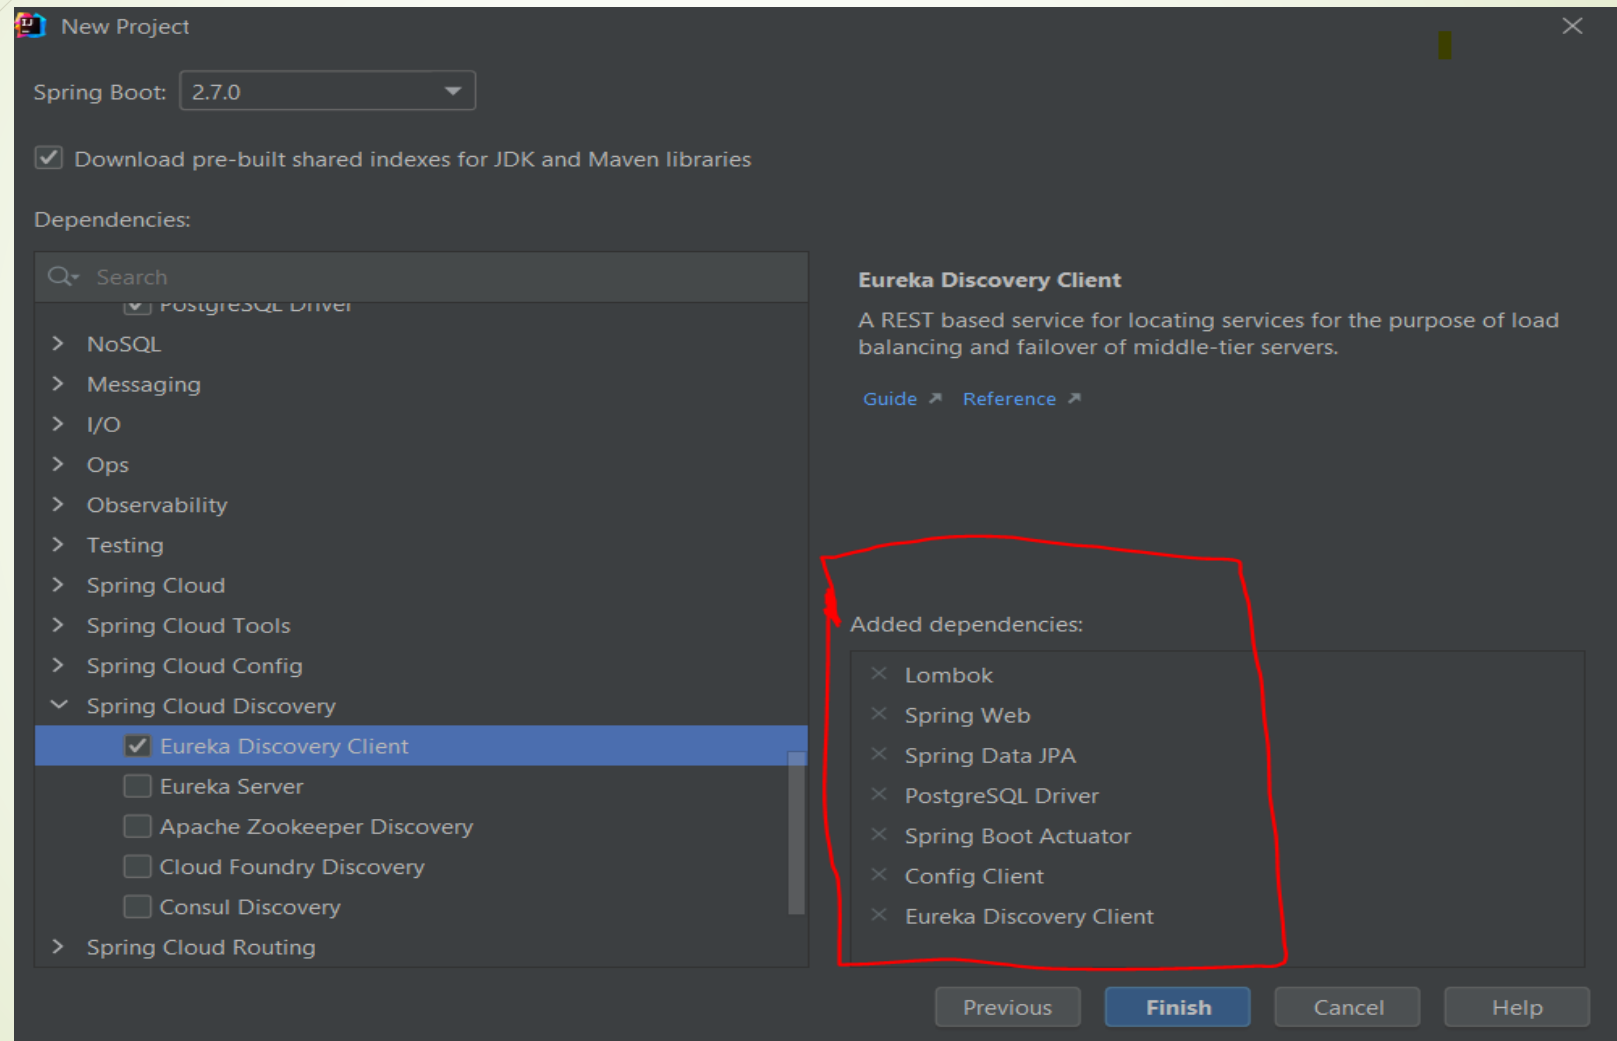 New Project
Spring Boot: 2.7.0
Download pre-built shared indexes for JDK and Maven libraries
Dependencies:
Search
PostgreSQL Driver
NoSQL
Messaging
I/O
Ops
Observability
Testing
Spring Cloud
Spring Cloud Tools
Spring Cloud Config
Spring Cloud Discovery
Eureka Discovery Client
Eureka Server
Apache Zookeeper Discovery
Cloud Foundry Discovery
Consul Discovery
Spring Cloud Routing
Eureka Discovery Client
A REST based service for locating services for the purpose of load
balancing and failover of middle-tier servers.
Guide Reference
Added dependencies:
Lombok
Spring Web
Spring Data JPA
PostgreSQL Driver
Spring Boot Actuator
Config Client
Eureka Discovery Client
Previous Finish Cancel Help